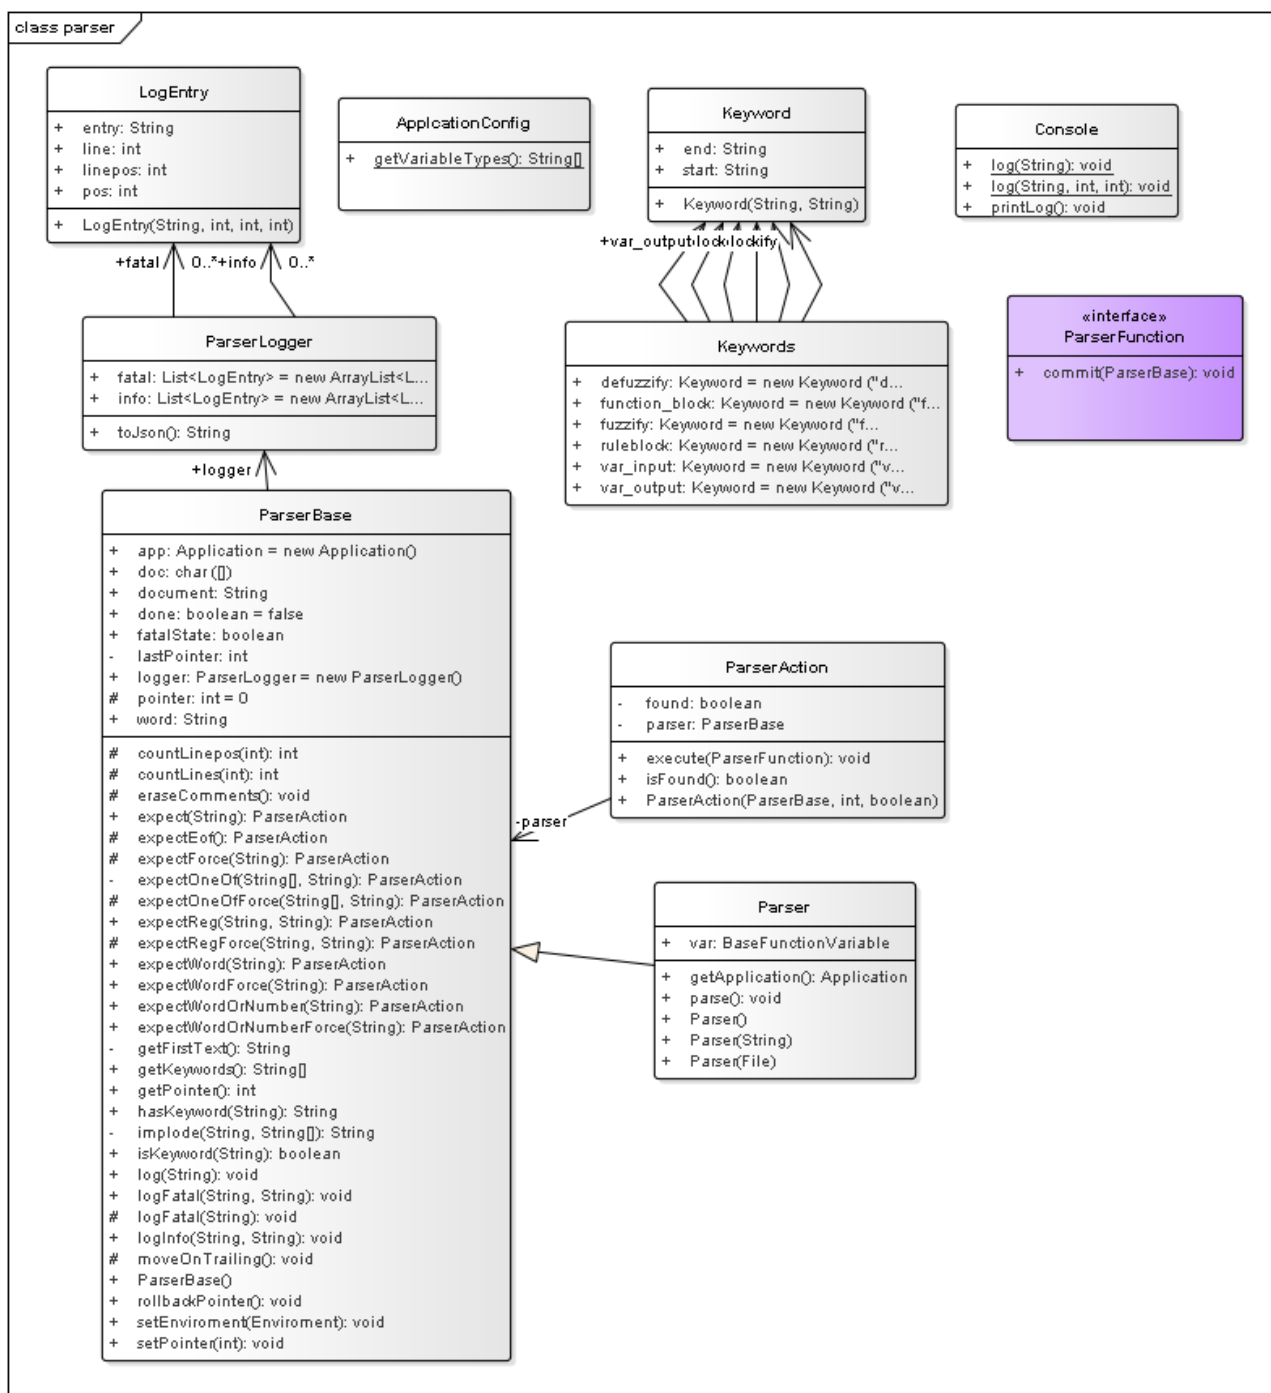 class parser
LogEntry
+ entry: String
+ line: int
+ linepos: int
+ pos: int
+ LogEntry(String, int, int, int)
ApplcationConfig
+ getVariableTypes(): String[]
Keyword
+ end: String
+ start: String
+ Keyword(String, String)
Console
+ log(String): void
+ log(String, int, int): void
+ printLog(): void
+fatal
0..*
+info
0..*
+var_output
ParserLogger
+ fatal: List<LogEntry> = new ArrayList<L...
+ info: List<LogEntry> = new ArrayList<L...
+ toJson(): String
Keywords
+ defuzzify: Keyword = new Keyword ("d...
+ function_block: Keyword = new Keyword ("f...
+ fuzzify: Keyword = new Keyword ("f...
+ ruleblock: Keyword = new Keyword ("r...
+ var_input: Keyword = new Keyword ("v...
+ var_output: Keyword = new Keyword ("v...
«interface»
ParserFunction
+ commit(ParserBase): void
+logger
ParserBase
+ app: Application = new Application()
+ doc: char ([])
+ document: String
+ done: boolean = false
+ fatalState: boolean
- lastPointer: int
+ logger: ParserLogger = new ParserLogger()
# pointer: int = 0
+ word: String
# countLinepos(int): int
# countLines(int): int
# eraseComments(): void
+ expect(String): ParserAction
# expectEof(): ParserAction
# expectForce(String): ParserAction
- expectOneOf(String[], String): ParserAction
# expectOneOfForce(String[], String): ParserAction
+ expectReg(String, String): ParserAction
# expectRegForce(String, String): ParserAction
+ expectWord(String): ParserAction
+ expectWordForce(String): ParserAction
+ expectWordOrNumber(String): ParserAction
+ expectWordOrNumberForce(String): ParserAction
- getFirstText(): String
+ getKeywords(): String[]
+ getPointer(): int
+ hasKeyword(String): String
- implode(String, String[]): String
+ isKeyword(String): boolean
+ log(String): void
+ logFatal(String, String): void
# logFatal(String): void
+ logInfo(String, String): void
# moveOnTrailing(): void
+ ParserBase()
+ rollbackPointer(): void
+ setEnviroment(Enviroment): void
+ setPointer(int): void
ParserAction
- found: boolean
- parser: ParserBase
+ execute(ParserFunction): void
+ isFound(): boolean
+ ParserAction(ParserBase, int, boolean)
-parser
Parser
+ var: BaseFunctionVariable
+ getApplication(): Application
+ parse(): void
+ Parser()
+ Parser(String)
+ Parser(File)